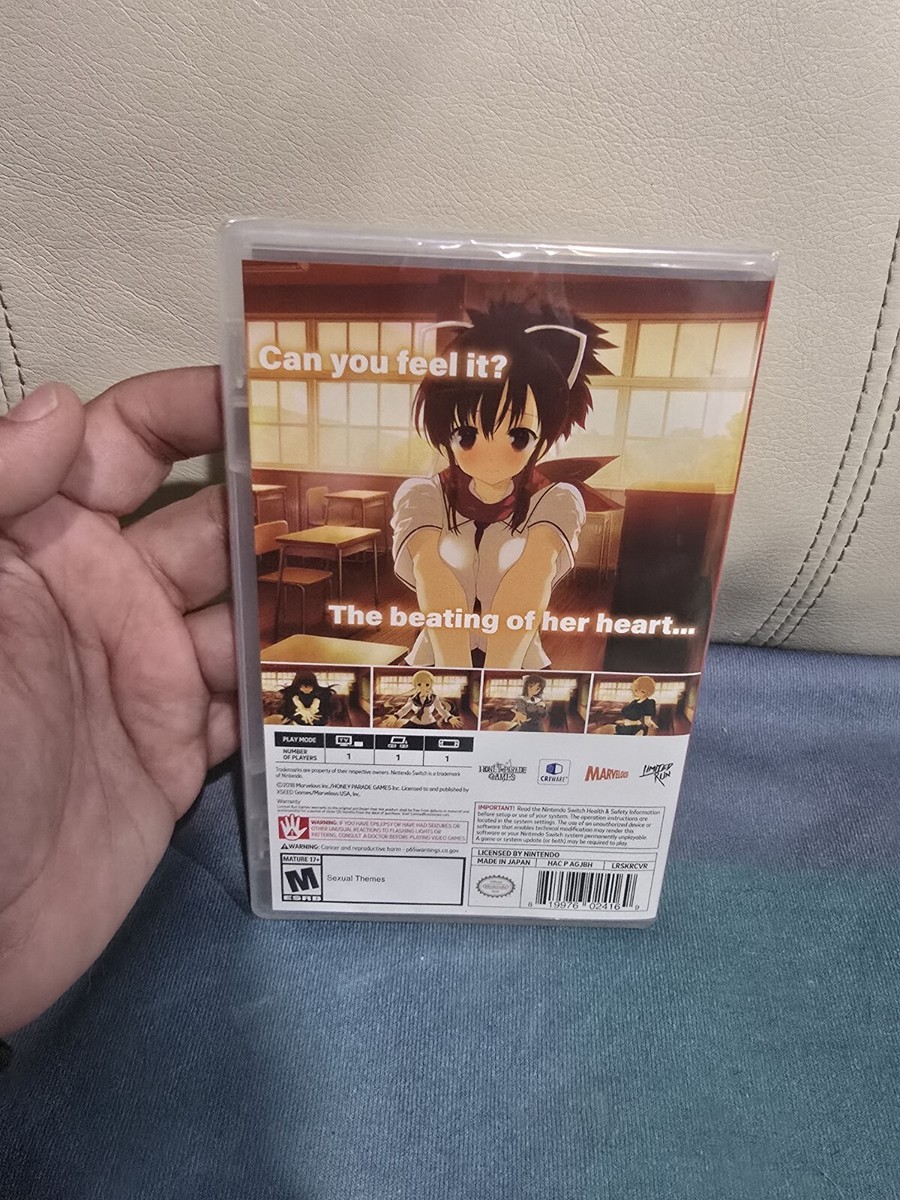 Can you feel it?
The beating of her heart...
PLAY MODE
TV
NUMBER OF PLAYERS
1 1 1
Trademarks are property of their respective owners. Nintendo Switch is a trademark
of Nintendo.
©2018 Marvelous Inc./HONEY PARADE GAMES Inc. Licensed to and published by
XSEED Games/Marvelous USA, Inc.
Warranty
WARNING: IF YOU HAVE EPILEPSY OR HAVE HAD SEIZURES OR
OTHER UNUSUAL REACTIONS TO FLASHING LIGHTS OR
PATTERNS, CONSULT A DOCTOR BEFORE PLAYING VIDEO GAMES.
WARNING: Cancer and reproductive harm - p65warnings.ca.gov
MATURE 17+
M
ESRB
Sexual Themes
HONEY PARADE
GAMES
CRIWARE
MARVELOUS!
LIMITED
RUN
IMPORTANT! Read the Nintendo Switch Health & Safety Information
before setup or use of your system. The operation instructions are
located in the system settings. The use of an unauthorized device or
software that enables technical modification may render this
software or your Nintendo Switch system permanently unplayable.
A game or system update (or both) may be required to play.
LICENSED BY NINTENDO
MADE IN JAPAN HAC P AGJBH LRSKRCVR
Nintendo
8 19976 02416 9